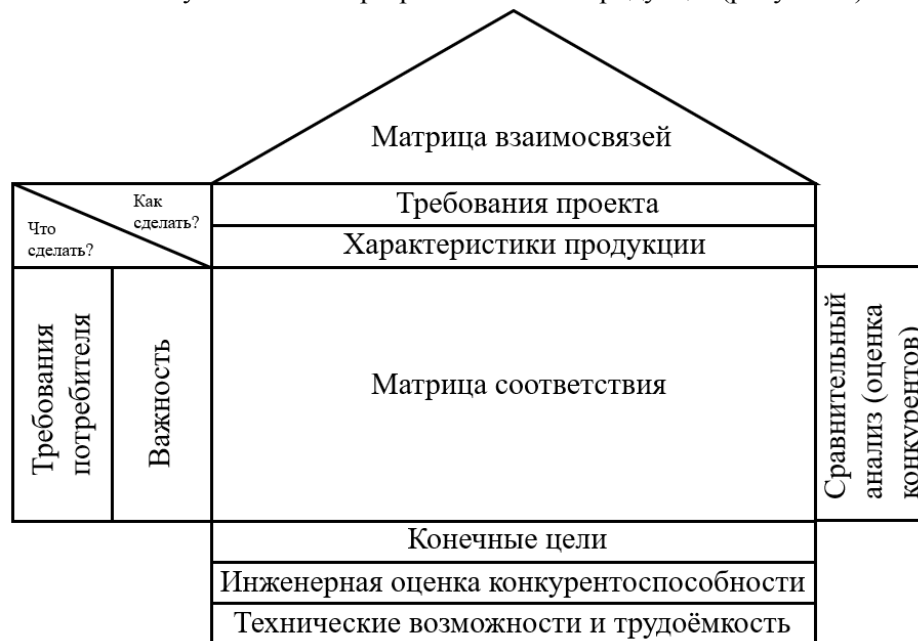 Матрица взаимосвязей
Как
сделать?
Что
сделать?
Требования проекта
Характеристики продукции
Требования
потребителя
Важность
Матрица соответствия
Сравнительный
анализ (оценка
конкурентов)
Конечные цели
Инженерная оценка конкурентоспособности
Технические возможности и трудоёмкость